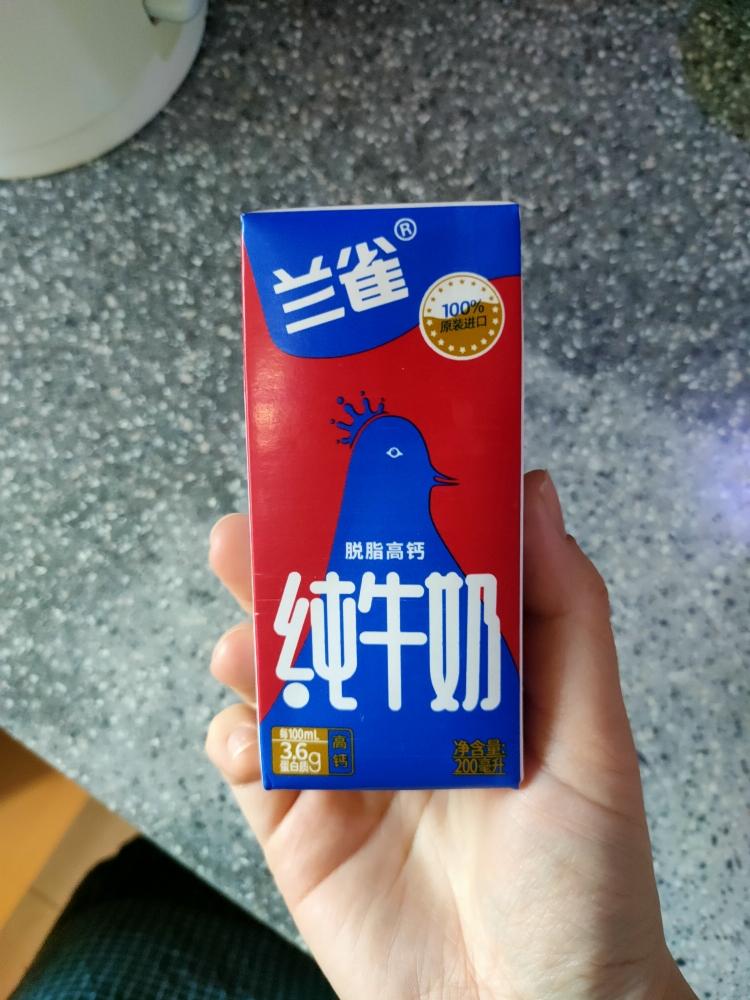 兰雀®
100%
原装进口
脱脂高钙
纯牛奶
每100mL
3.6g
蛋白质
高钙
净含量:
200毫升